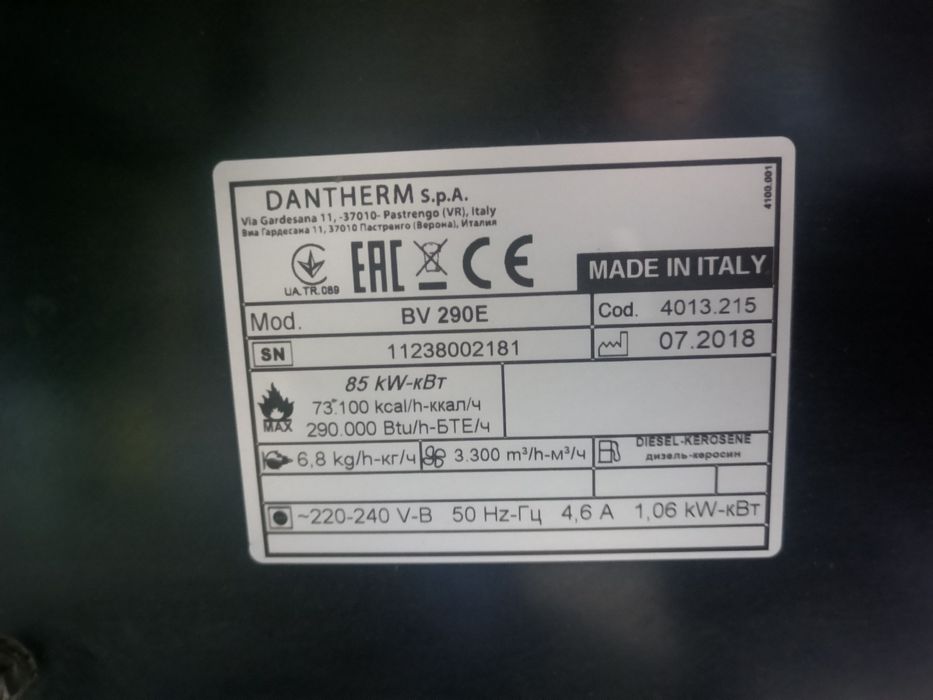 DANTHERM S.p.A.
Via Gardesana 11, -37010- Pastrengo (VR), Italy
Виа Гардесана 11, 37010 Пастренго (Верона), Италия
4100.001
UA.TR.089
EAC CE
MADE IN ITALY
Mod. BV 290E
Cod. 4013.215
SN 11238002181
07.2018
MAX
85 kW-кВт
73.100 kcal/h-ккал/ч
290.000 Btu/h-БТЕ/ч
6,8 kg/h-кг/ч
3.300 m³/h-м³/ч
DIESEL-KEROSENE
дизель-керосин
~220-240 V-В 50 Hz-Гц 4,6 A 1,06 kW-кВт